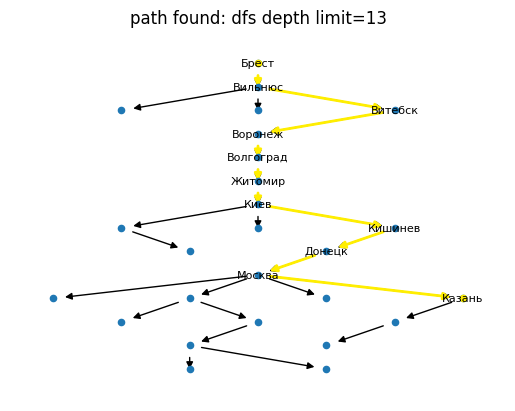 path found: dfs depth limit=13
Брест
Вильнюс
Витебск
Воронеж
Волгоград
Житомир
Киев
Кишинев
Донецк
Москва
Казань